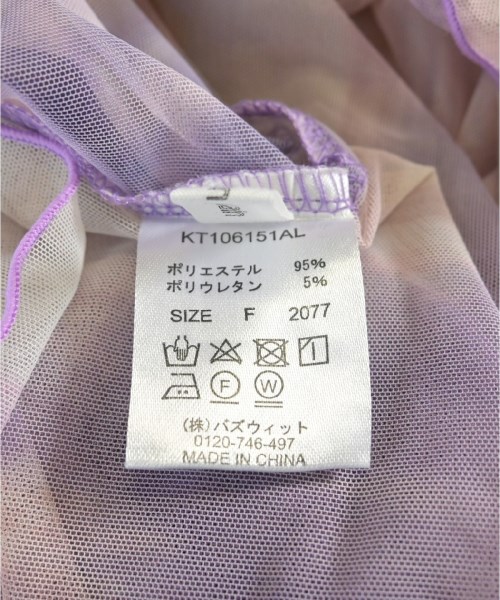 F
KT106151AL
ポリエステル 95%
ポリウレタン 5%
SIZE F 2077
F W
(株)バズウィット
0120-746-497
MADE IN CHINA